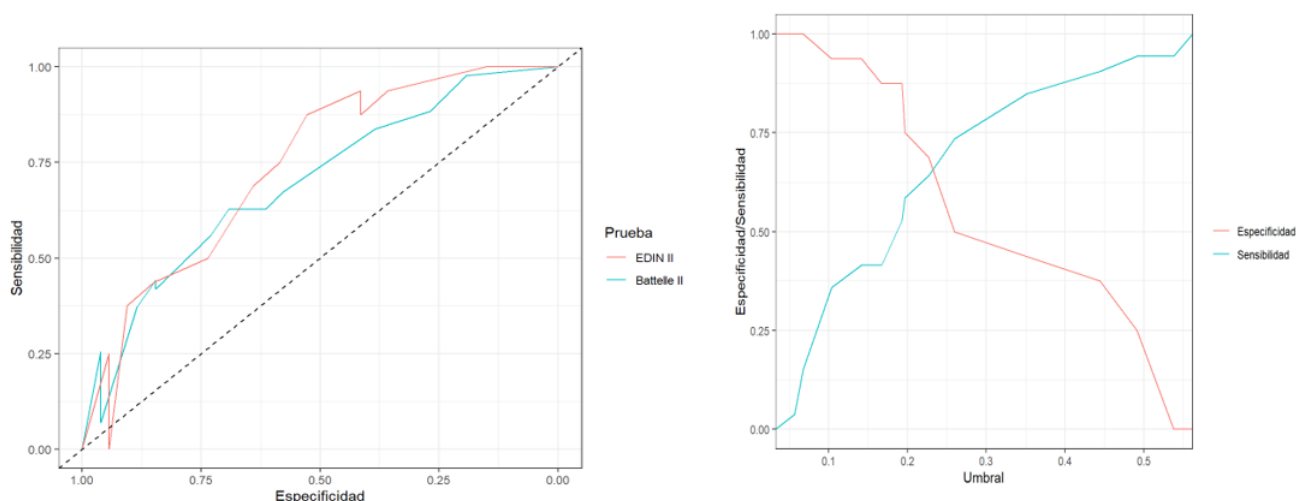 1.00
0.75
0.50
0.25
0.00
Sensibilidad
1.00
0.75
0.50
0.25
0.00
Especificidad
Prueba
EDIN II
Battelle II
1.00
0.75
0.50
0.25
0.00
Especificidad/Sensibilidad
0.1
0.2
0.3
0.4
0.5
Umbral
Especificidad
Sensibilidad